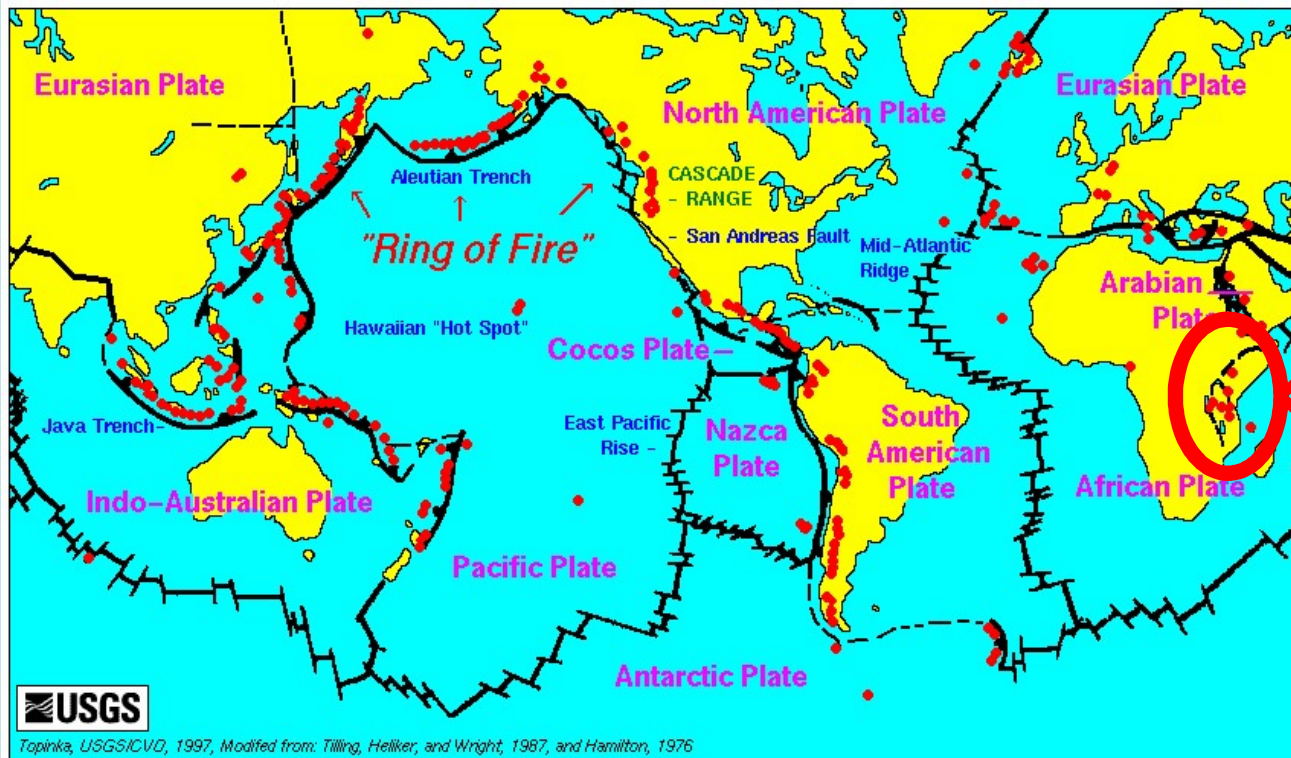 Eurasian Plate
North American Plate
Eurasian Plate
Aleutian Trench
CASCADE
- RANGE
"Ring of Fire"
- San Andreas Fault
Mid-Atlantic
Ridge
Hawaiian "Hot Spot"
Arabian
Plate
Cocos Plate
Java Trench
East Pacific
Rise -
Nazca
Plate
South
American
Plate
Indo-Australian Plate
African Plate
Pacific Plate
Antarctic Plate
USGS
Topinka, USGS/CVO, 1997, Modifed from: Tilling, Heliker, and Wright, 1987, and Hamilton, 1976